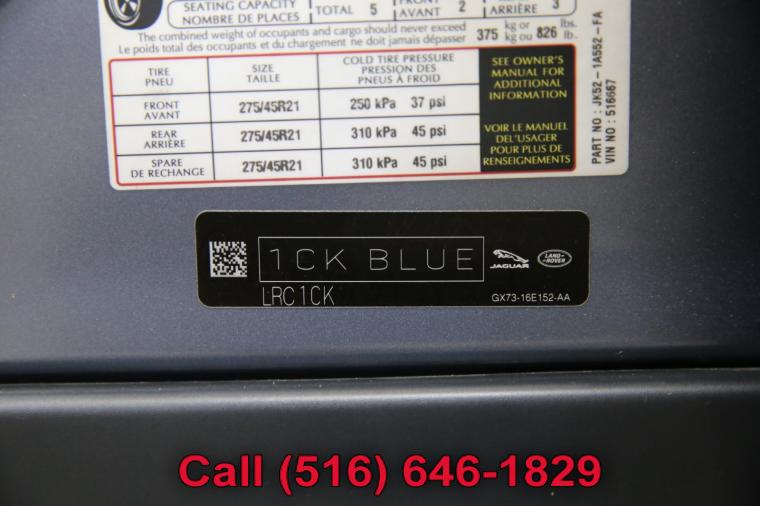 SEATING CAPACITY
NOMBRE DE PLACES
TOTAL 5
AVANT 2
ARRIÈRE 3
The combined weight of occupants and cargo should never exceed
Le poids total des occupants et du chargement ne doit jamais dépasser
375 kg or
kg ou 826 lbs.
lb.
TIRE
PNEU
SIZE
TAILLE
COLD TIRE PRESSURE
PRESSION DES
PNEUS À FROID
FRONT
AVANT
275/45R21
250 kPa 37 psi
REAR
ARRIÈRE
275/45R21
310 kPa 45 psi
SPARE
DE RECHANGE
275/45R21
310 kPa 45 psi
SEE OWNER'S
MANUAL FOR
ADDITIONAL
INFORMATION
VOIR LE MANUEL
DEL'USAGER
POUR PLUS DE
RENSEIGNEMENTS
PART NO : JK52-1A552-FA
VIN NO : 516667
1CK BLUE
LRC1CK
JAGUAR
LAND-
-ROVER
GX73-16E152-AA
Call (516) 646-1829